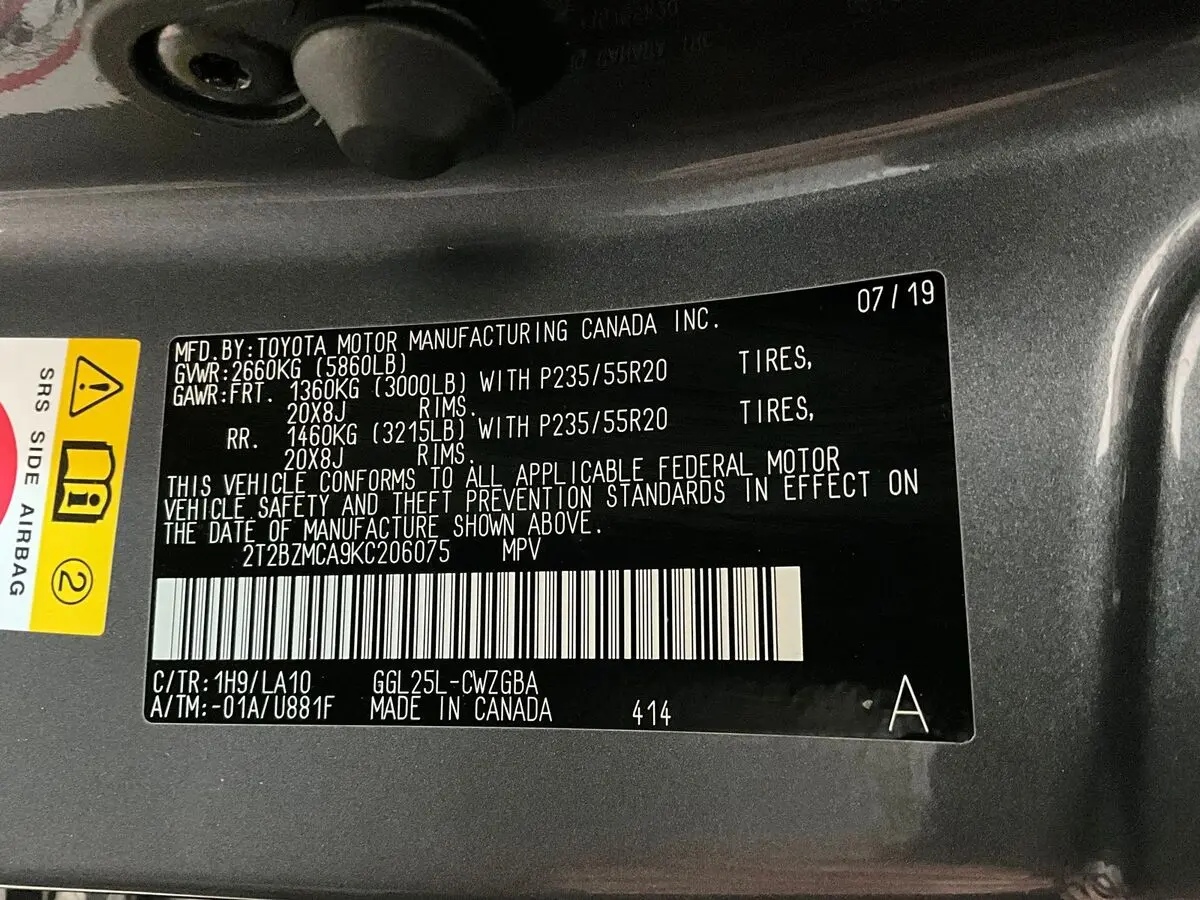 07/19
MFD.BY:TOYOTA MOTOR MANUFACTURING CANADA INC.
GVWR:2660KG (5860LB)
GAWR:FRT. 1360KG (3000LB) WITH P235/55R20 TIRES,
20X8J RIMS.
RR. 1460KG (3215LB) WITH P235/55R20 TIRES,
20X8J RIMS.
THIS VEHICLE CONFORMS TO ALL APPLICABLE FEDERAL MOTOR
VEHICLE SAFETY AND THEFT PREVENTION STANDARDS IN EFFECT ON
THE DATE OF MANUFACTURE SHOWN ABOVE.
2T2BZMCA9KC206075 MPV
C/TR:1H9/LA10 GGL25L-CWZGBA
A/TM:-01A/U881F MADE IN CANADA 414
A
SRS SIDE AIRBAG
2